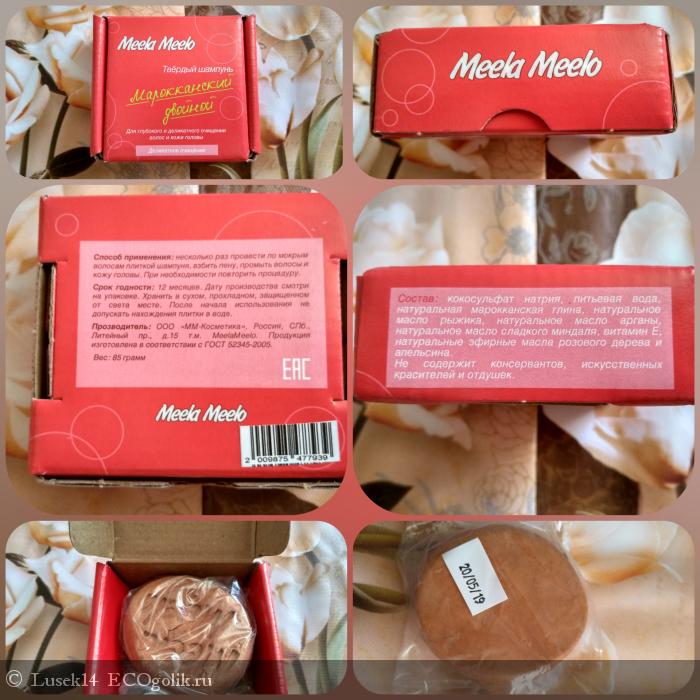 Meela Meelo
Твёрдый шампунь
Марокканский
двойной
Для глубокого и деликатного очищения
волос и кожи головы
Деликатное очищение
Meela Meelo
Способ применения: несколько раз провести по мокрым
волосам плиткой шампуня, взбить пену, промыть волосы и
кожу головы. При необходимости повторить процедуру.
Срок годности: 12 месяцев. Дату производства смотри
на упаковке. Хранить в сухом, прохладном, защищенном
от света месте. После начала использования не
допускать нахождения плитки в воде.
Прозводитель: ООО «ММ-Косметика», Россия, СПб.,
Литейный пр., д.15 т.м. MeelaMeelo. Продукция
изготовлена в соответствии с ГОСТ 52345-2005.
Вес: 85 грамм
EAC
Meela Meelo
2 009875 477939
Состав: кокосульфат натрия, питьевая вода,
натуральная марокканская глина, натуральное
масло рыжика, натуральное масло арганы,
натуральное масло сладкого миндаля, витамин Е,
натуральные эфирные масла розового дерева и
апельсина.
Не содержит консервантов, искусственных
красителей и отдушек.
20/05/19
© Lusek14 ECOgolik.ru